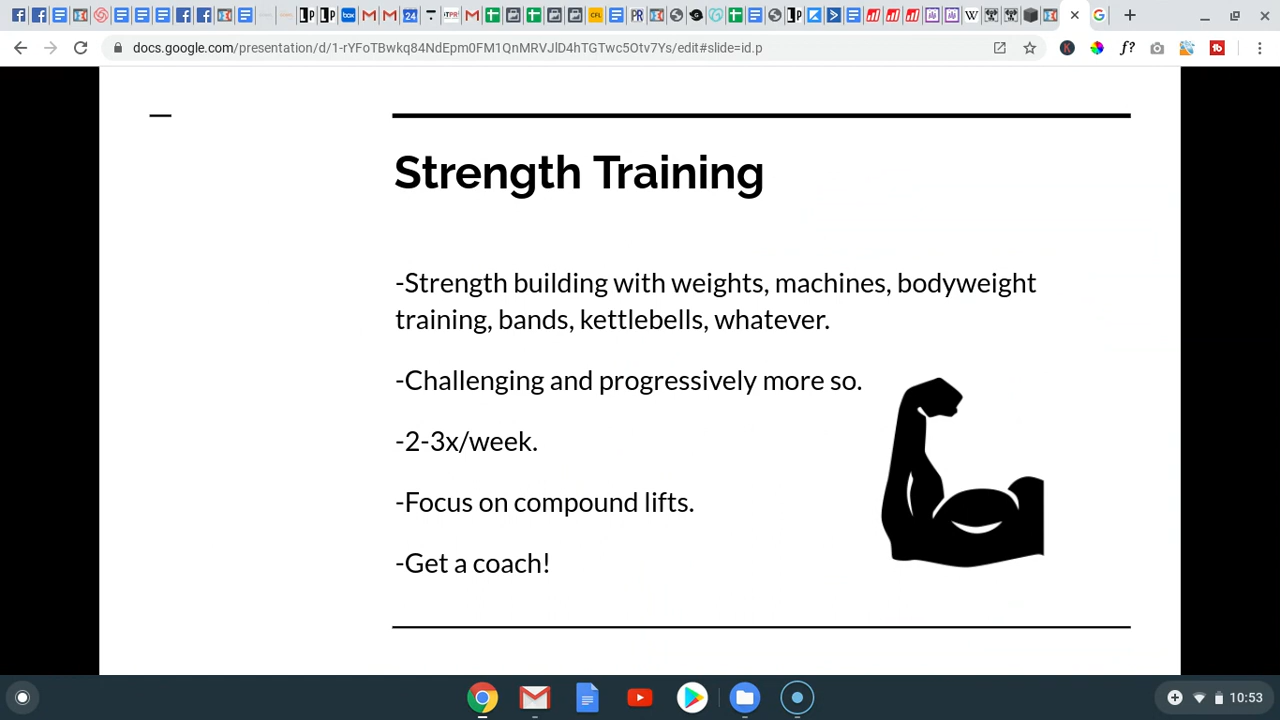 docs.google.com/presentation/d/1-rYFoTBwkq84NdEpm0FM1QnMRVJlD4hTGTwc5Otv7Ys/edit#slide=id.p
Strength Training
-Strength building with weights, machines, bodyweight
training, bands, kettlebells, whatever.
-Challenging and progressively more so.
-2-3x/week.
-Focus on compound lifts.
-Get a coach!
10:53